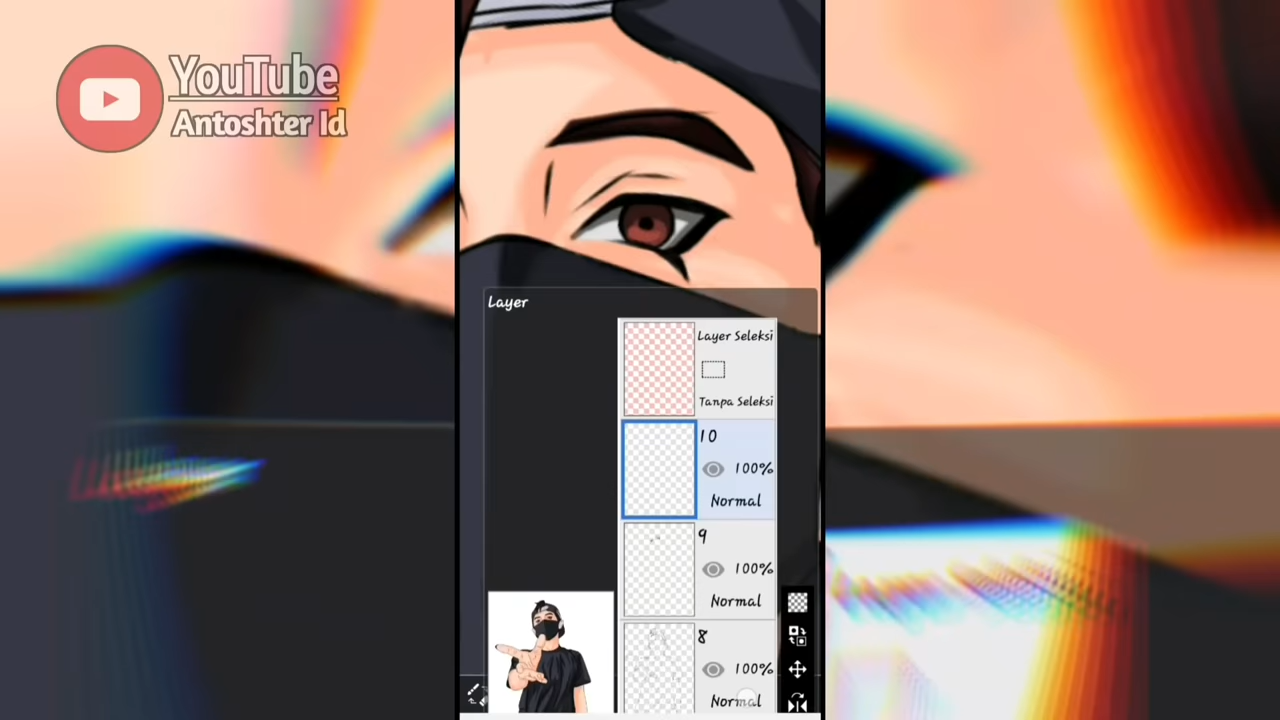 YouTube
Antoshter Id
Layer
Layer Seleksi
Tanpa Seleksi
10
100%
Normal
9
100%
Normal
8
100%
Normal